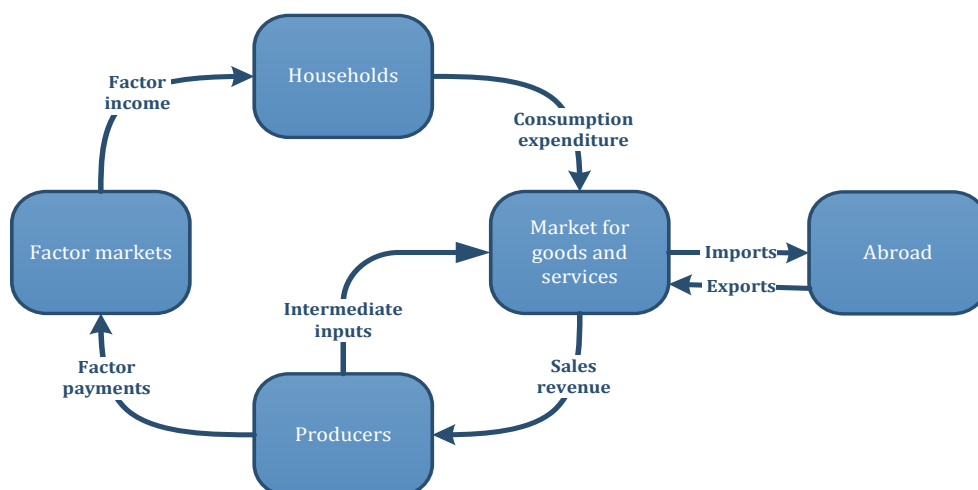 Households
Factor
income
Consumption
expenditure
Factor markets
Market for
goods and
services
Imports
Exports
Abroad
Intermediate
inputs
Factor
payments
Sales
revenue
Producers